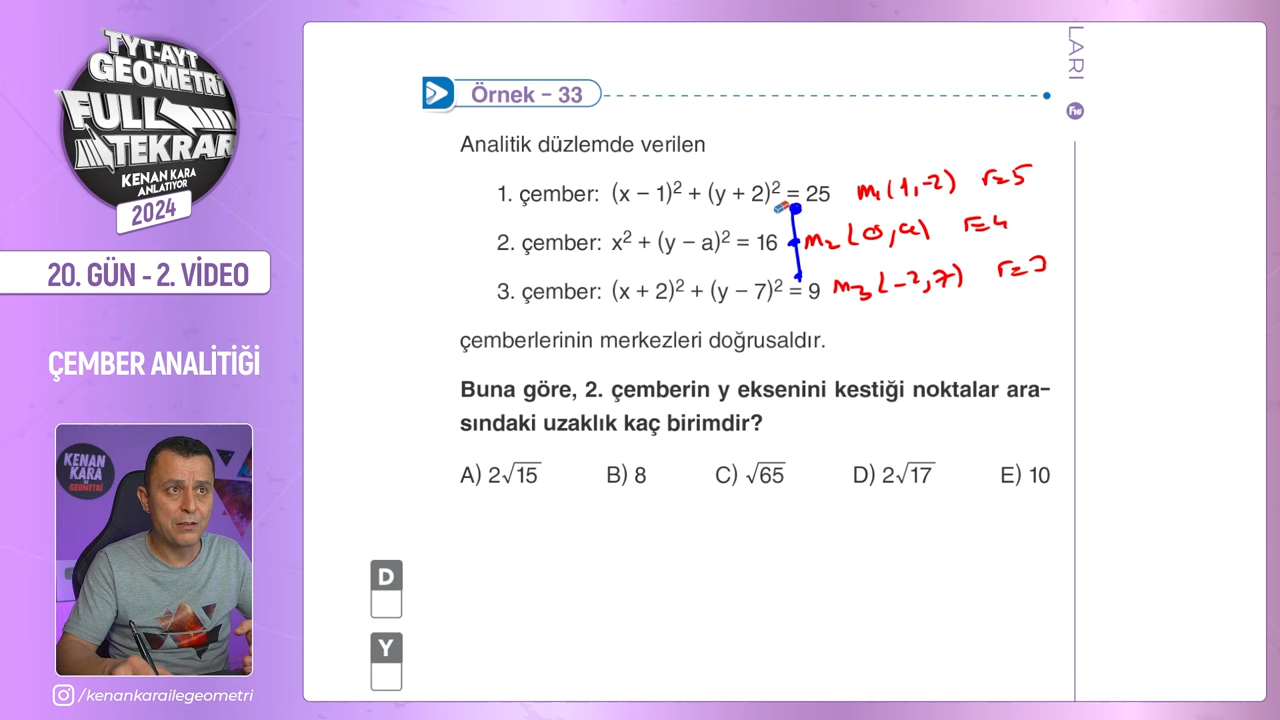 TYT-AYT
GEOMETRİ
FULL
TEKRAR
KENAN KARA
ANLATIYOR
2024
20. GÜN - 2. VİDEO
ÇEMBER ANALİTİĞİ
KENAN
KARA
GEOMETRİ
/kenankarailegeometri
LARI
Örnek – 33
Analitik düzlemde verilen
1. çember: (x – 1)² + (y + 2)² = 25 M₁(1,-2) r=5
2. çember: x² + (y – a)² = 16 M₂(0,a) r=4
3. çember: (x + 2)² + (y – 7)² = 9 M₃(-2,7) r=3
çemberlerinin merkezleri doğrusaldır.
Buna göre, 2. çemberin y eksenini kestiği noktalar ara-
sındaki uzaklık kaç birimdir?
A) 2√15 B) 8 C) √65 D) 2√17 E) 10
D
Y